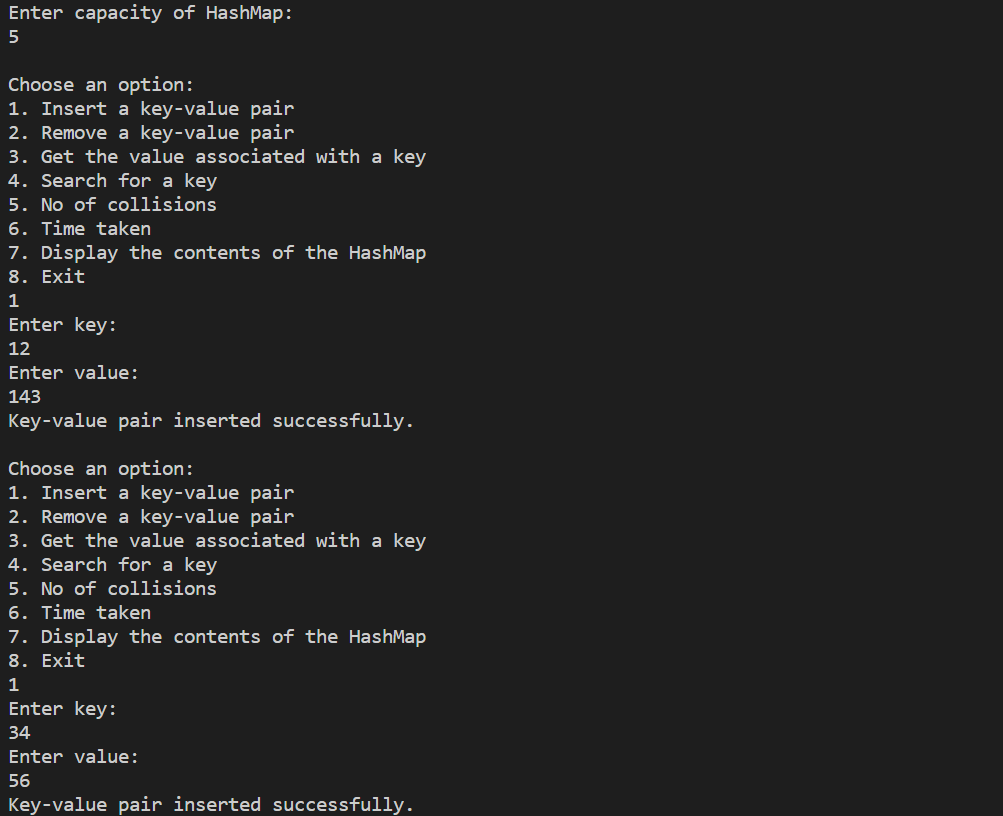 Enter capacity of HashMap:
5
Choose an option:
1. Insert a key-value pair
2. Remove a key-value pair
3. Get the value associated with a key
4. Search for a key
5. No of collisions
6. Time taken
7. Display the contents of the HashMap
8. Exit
1
Enter key:
12
Enter value:
143
Key-value pair inserted successfully.
Choose an option:
1. Insert a key-value pair
2. Remove a key-value pair
3. Get the value associated with a key
4. Search for a key
5. No of collisions
6. Time taken
7. Display the contents of the HashMap
8. Exit
1
Enter key:
34
Enter value:
56
Key-value pair inserted successfully.